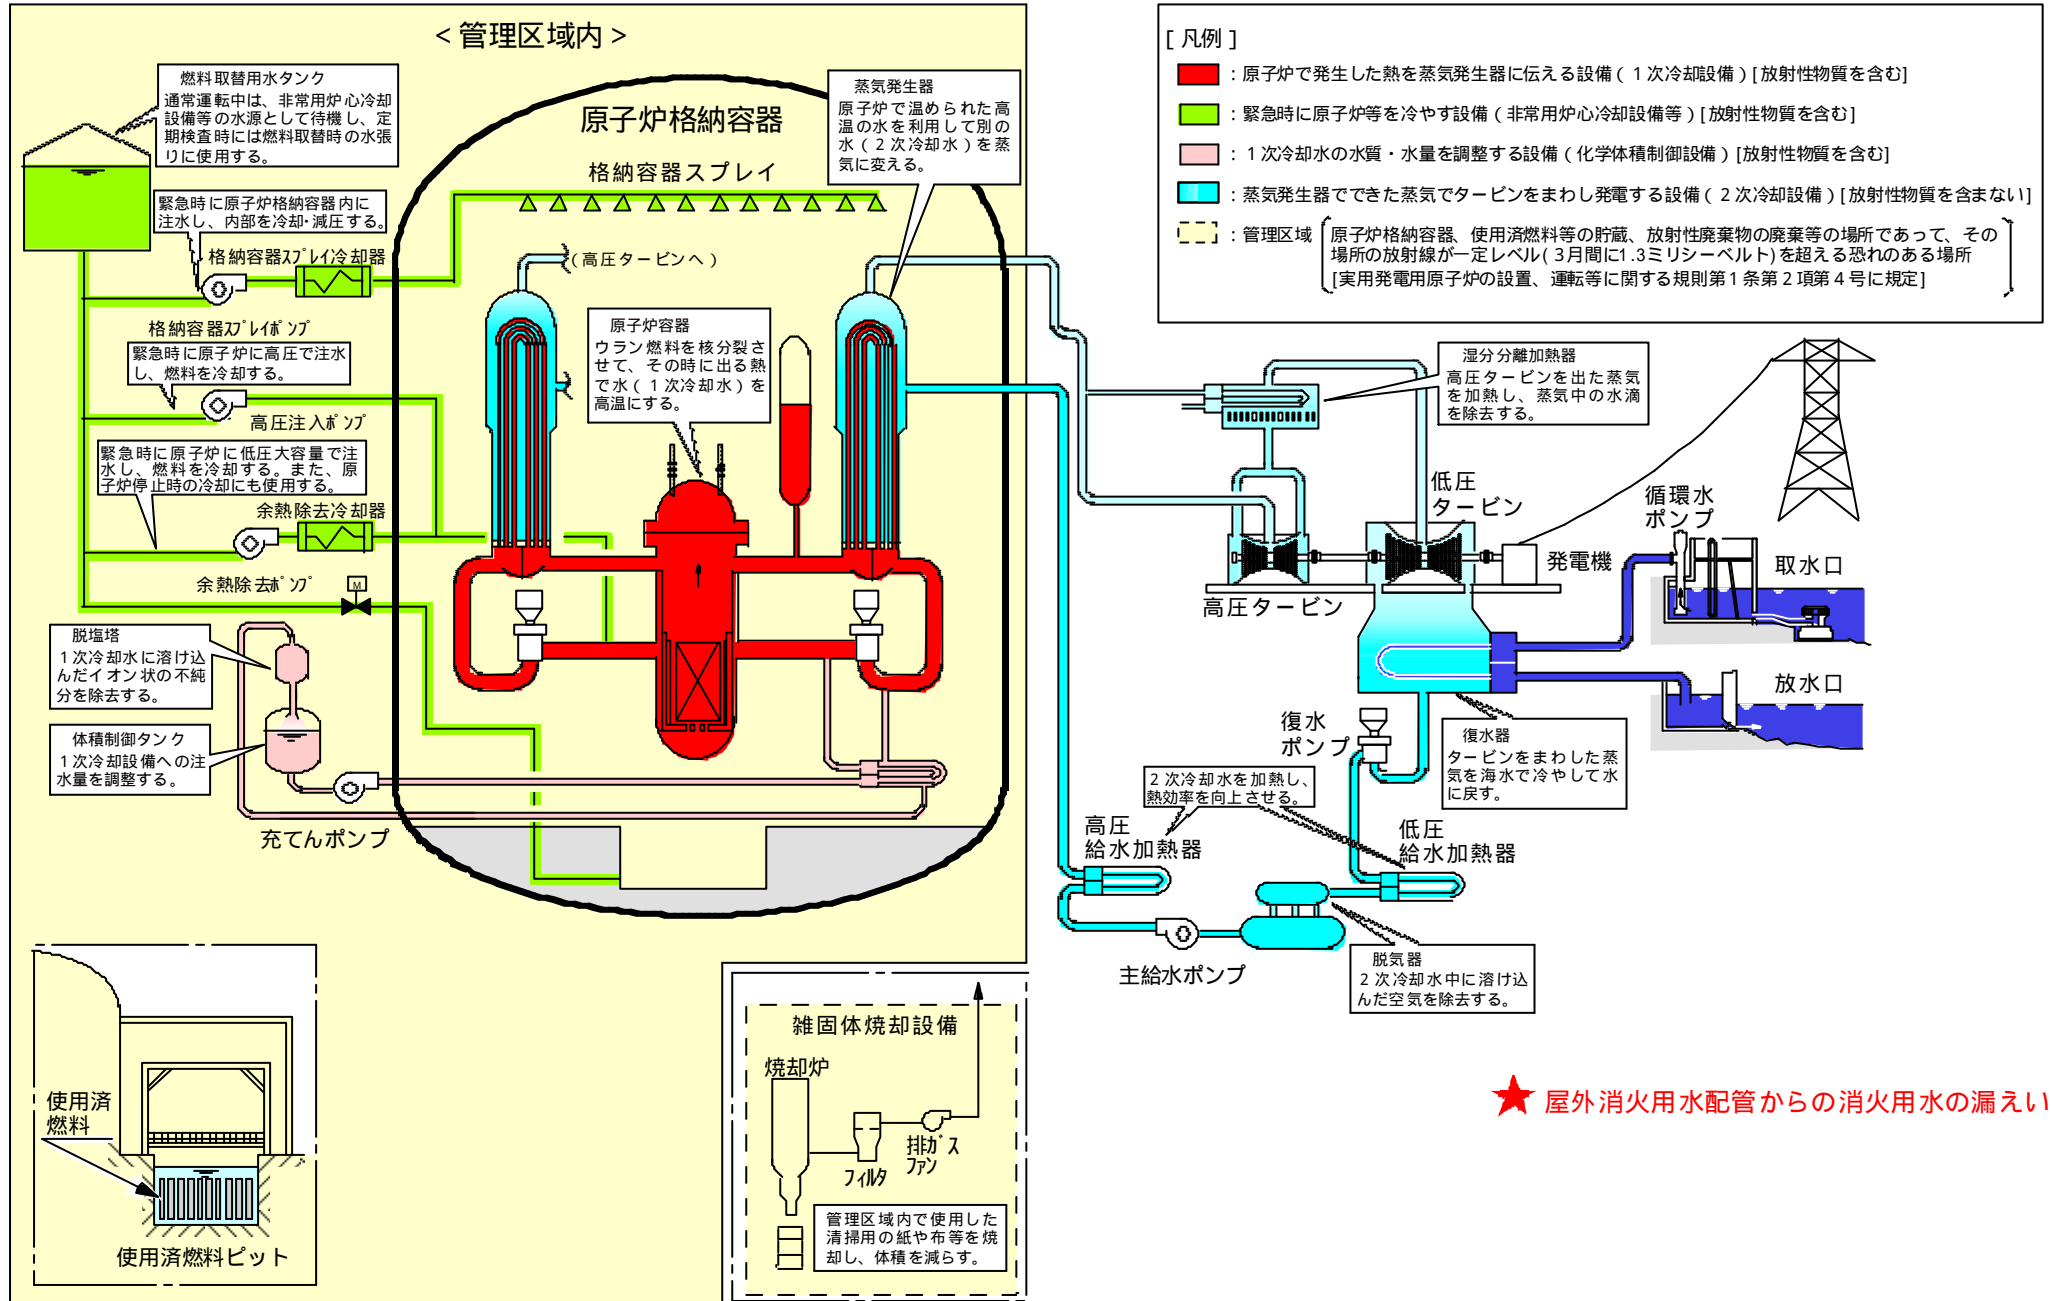 <管理区域内>
燃料取替用水タンク
通常運転中は、非常用炉心冷却
設備等の水源として待機し、定
期検査時には燃料取替時の水張
りに使用する。
緊急時に原子炉格納容器内に
注水し、内部を冷却・減圧する。
格納容器スプレイ冷却器
格納容器スプレイポンプ
緊急時に原子炉に高圧で注水
し、燃料を冷却する。
高圧注入ポンプ
緊急時に原子炉に低圧大容量で注
水し、燃料を冷却する。また、原
子炉停止時の冷却にも使用する。
余熱除去冷却器
余熱除去ポンプ
M
脱塩塔
1次冷却水に溶け込
んだイオン状の不純
分を除去する。
体積制御タンク
1次冷却設備への注
水量を調整する。
充てんポンプ
原子炉格納容器
格納容器スプレイ
蒸気発生器
原子炉で温められた高
温の水を利用して別の
水(2次冷却水)を蒸
気に変える。
(高圧タービンへ)
原子炉容器
ウラン燃料を核分裂さ
せて、その時に出る熱
で水(1次冷却水)を
高温にする。
[凡例]
:原子炉で発生した熱を蒸気発生器に伝える設備(1次冷却設備)[放射性物質を含む]
:緊急時に原子炉等を冷やす設備(非常用炉心冷却設備等)[放射性物質を含む]
:1次冷却水の水質・水量を調整する設備(化学体積制御設備)[放射性物質を含む]
:蒸気発生器でできた蒸気でタービンをまわし発電する設備(2次冷却設備)[放射性物質を含まない]
:管理区域
原子炉格納容器、使用済燃料等の貯蔵、放射性廃棄物の廃棄等の場所であって、その
場所の放射線が一定レベル(3月間に1.3ミリシーベルト)を超える恐れのある場所
[実用発電用原子炉の設置、運転等に関する規則第1条第2項第4号に規定]
湿分分離加熱器
高圧タービンを出た蒸気
を加熱し、蒸気中の水滴
を除去する。
低圧
タービン
高圧タービン
発電機
循環水
ポンプ
取水口
放水口
復水
ポンプ
復水器
タービンをまわした蒸
気を海水で冷やして水
に戻す。
2次冷却水を加熱し、
熱効率を向上させる。
高圧
給水加熱器
低圧
給水加熱器
主給水ポンプ
脱気器
2次冷却水中に溶け込
んだ空気を除去する。
使用済
燃料
使用済燃料ピット
雑固体焼却設備
焼却炉
フィルタ
排ガス
ファン
管理区域内で使用した
清掃用の紙や布等を焼
却し、体積を減らす。
★屋外消火用水配管からの消火用水の漏えい